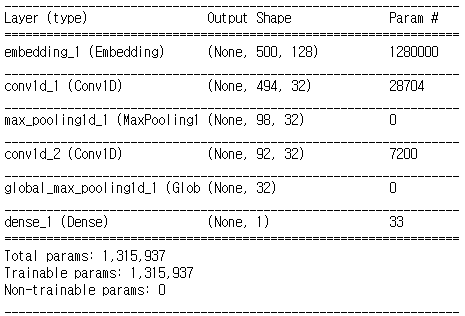 Layer (type) Output Shape Param #
embedding_1 (Embedding) (None, 500, 128) 1280000
conv1d_1 (Conv1D) (None, 494, 32) 28704
max_pooling1d_1 (MaxPooling1 (None, 98, 32) 0
conv1d_2 (Conv1D) (None, 92, 32) 7200
global_max_pooling1d_1 (Glob (None, 32) 0
dense_1 (Dense) (None, 1) 33
Total params: 1,315,937
Trainable params: 1,315,937
Non-trainable params: 0